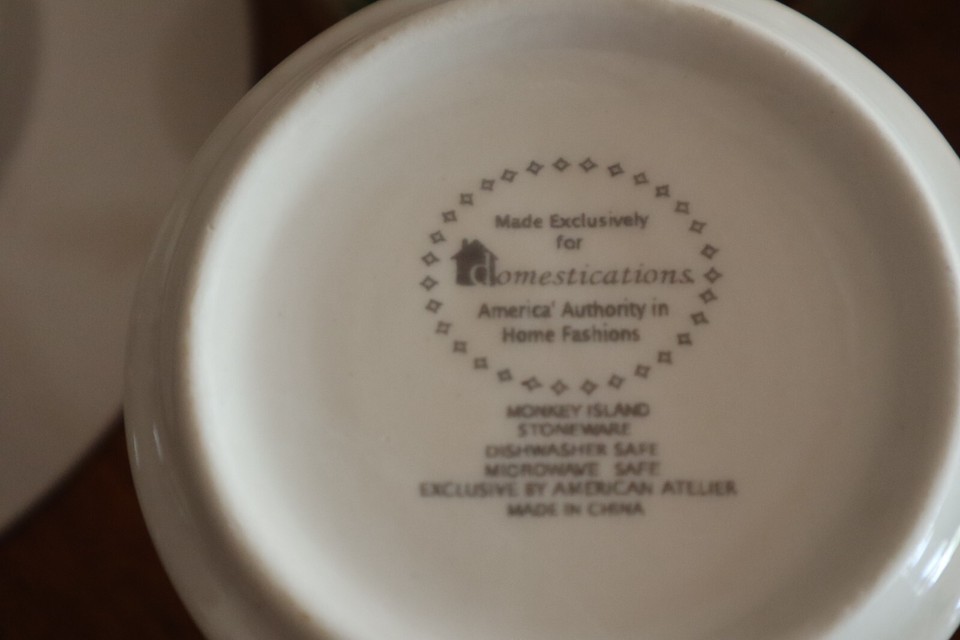 Made Exclusively
for
domestications.
America' Authority in
Home Fashions
MONKEY ISLAND
STONEWARE
DISHWASHER SAFE
MICROWAVE SAFE
EXCLUSIVE BY AMERICAN ATELIER
MADE IN CHINA